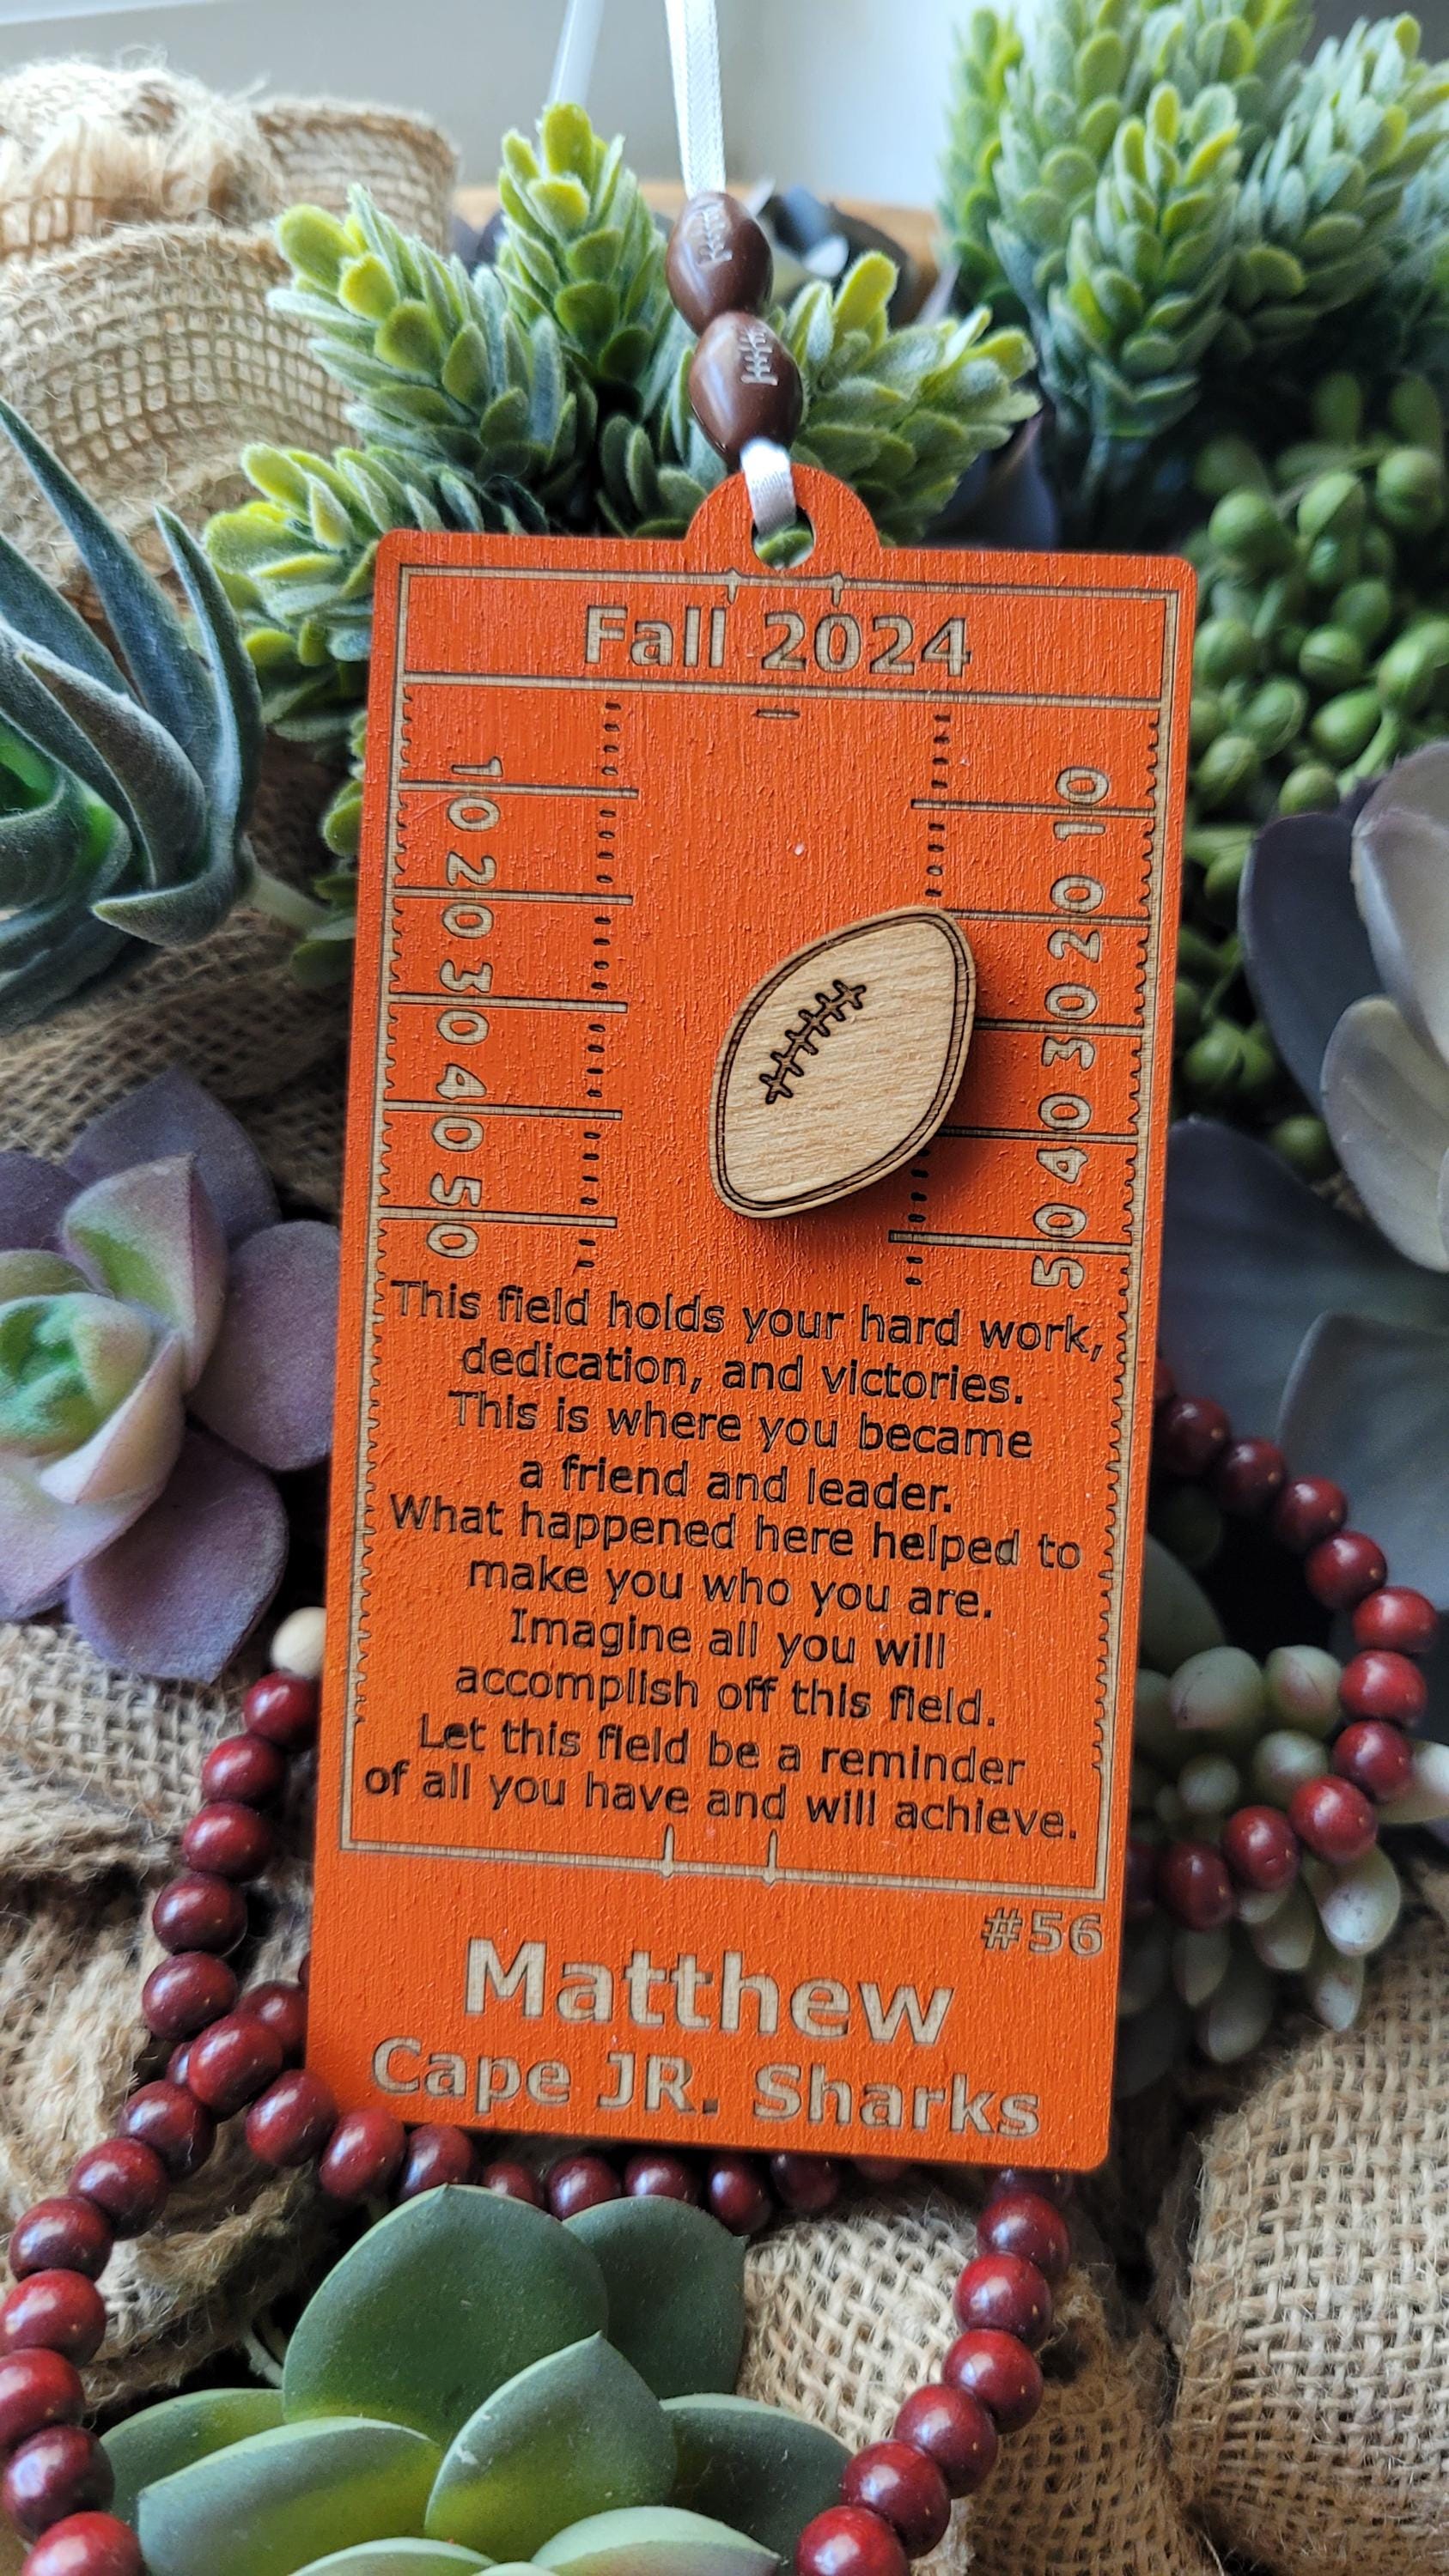 Fall 2024
10 10
20 20
30 30
40 40
50 50
This field holds your hard work,
dedication, and victories.
This is where you became
a friend and leader.
What happened here helped to
make you who you are.
Imagine all you will
accomplish off this field.
Let this field be a reminder
of all you have and will achieve.
#56
Matthew
Cape JR. Sharks